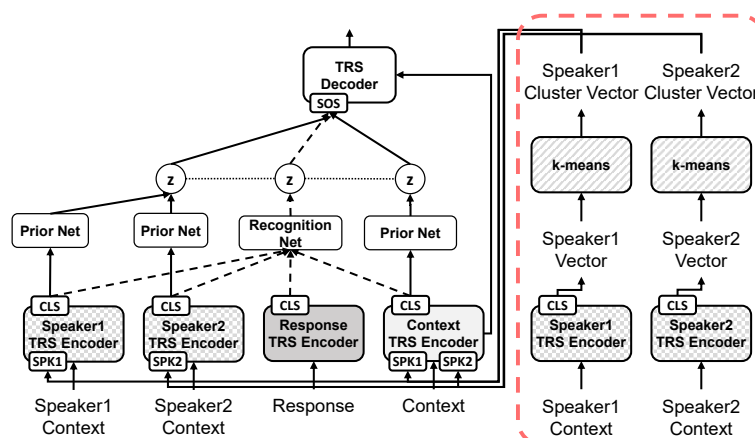 TRS
Decoder
SOS
z
z
z
Prior Net
Prior Net
Recognition
Net
Prior Net
CLS
CLS
CLS
CLS
Speaker1
TRS Encoder
Speaker2
TRS Encoder
Response
TRS Encoder
Context
TRS Encoder
SPK1
SPK2
SPK1
SPK2
Speaker1
Context
Speaker2
Context
Response
Context
Speaker1
Cluster Vector
Speaker2
Cluster Vector
k-means
k-means
Speaker1
Vector
Speaker2
Vector
CLS
CLS
Speaker1
TRS Encoder
Speaker2
TRS Encoder
Speaker1
Context
Speaker2
Context